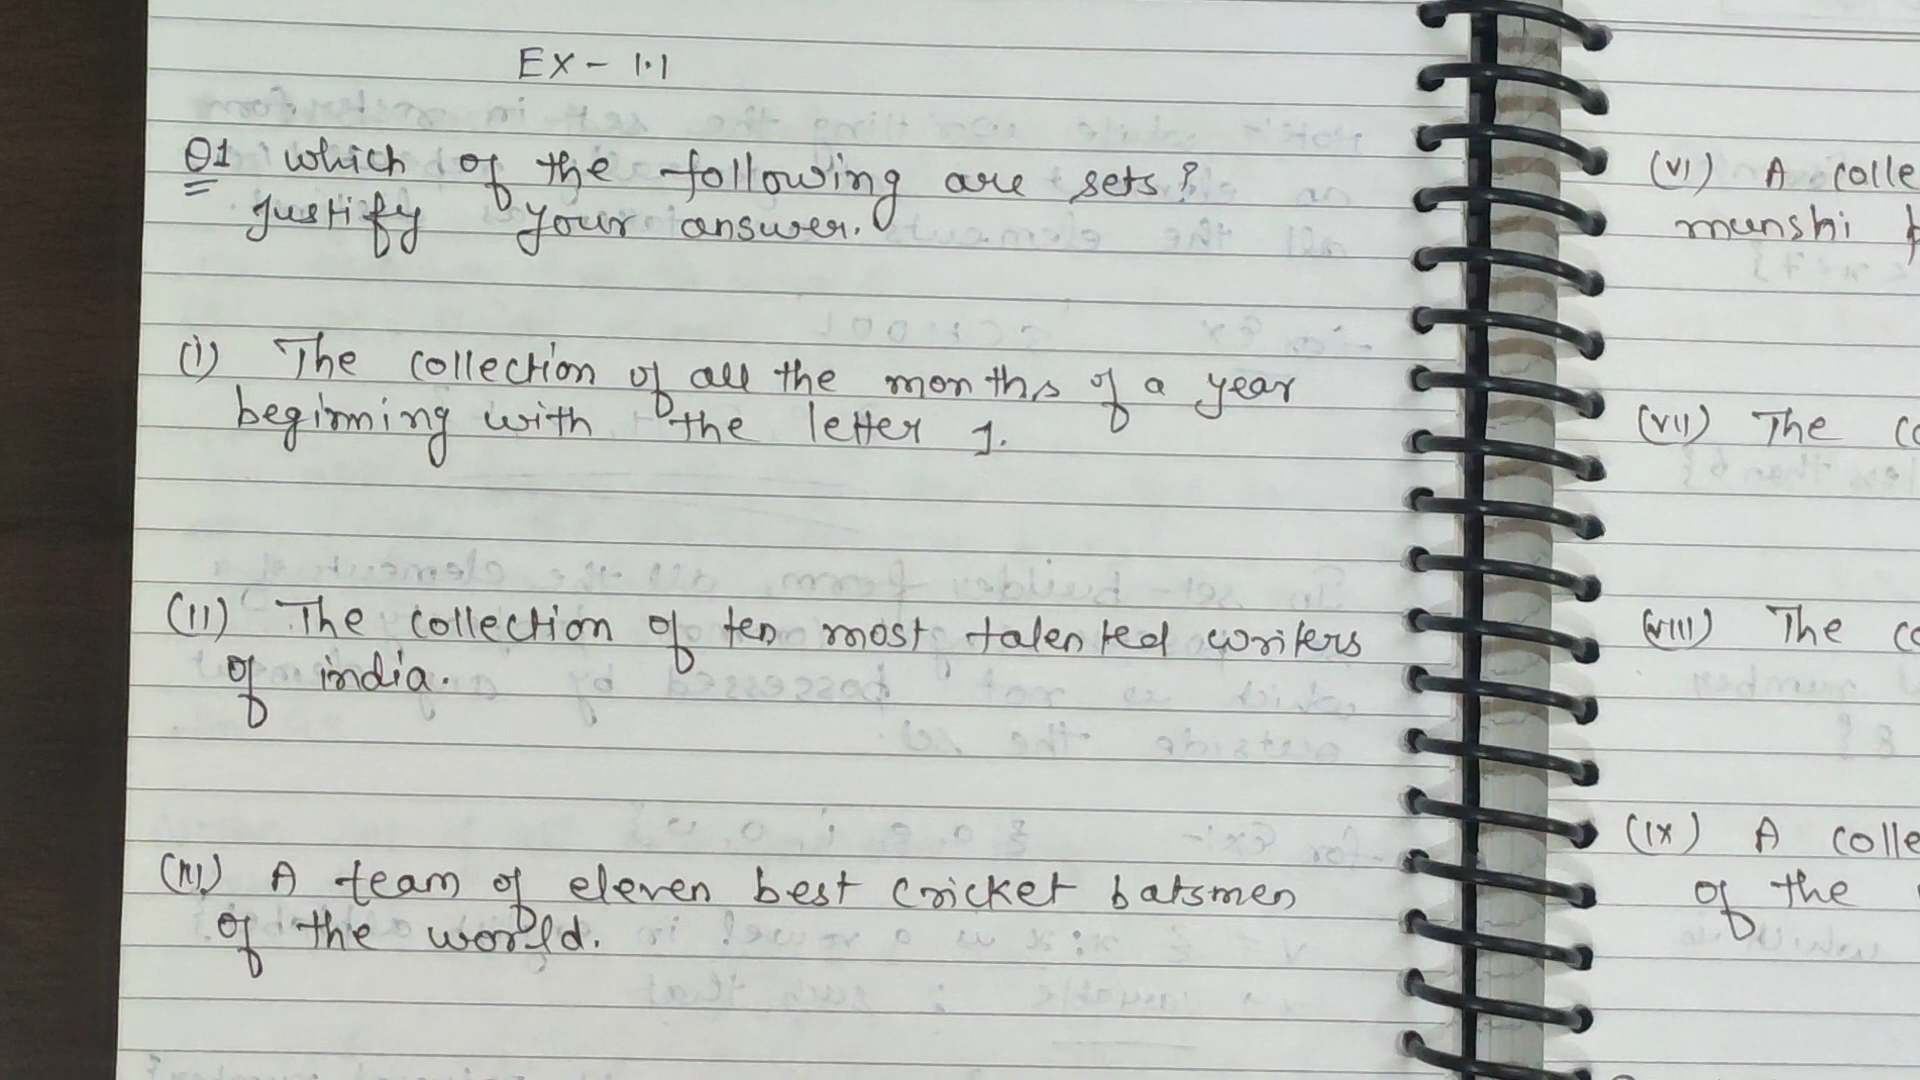 EX - 1.1
Q1 which of the following are sets?
Justify your answer.
(i) The collection of all the months of a year
beginning with the letter J.
(ii) The collection of ten most talented writers
of india.
(iii) A team of eleven best cricket batsmen
of the world.
(vi) A colle
munshi
(vii) The co
(viii) The co
(ix) A colle
of the